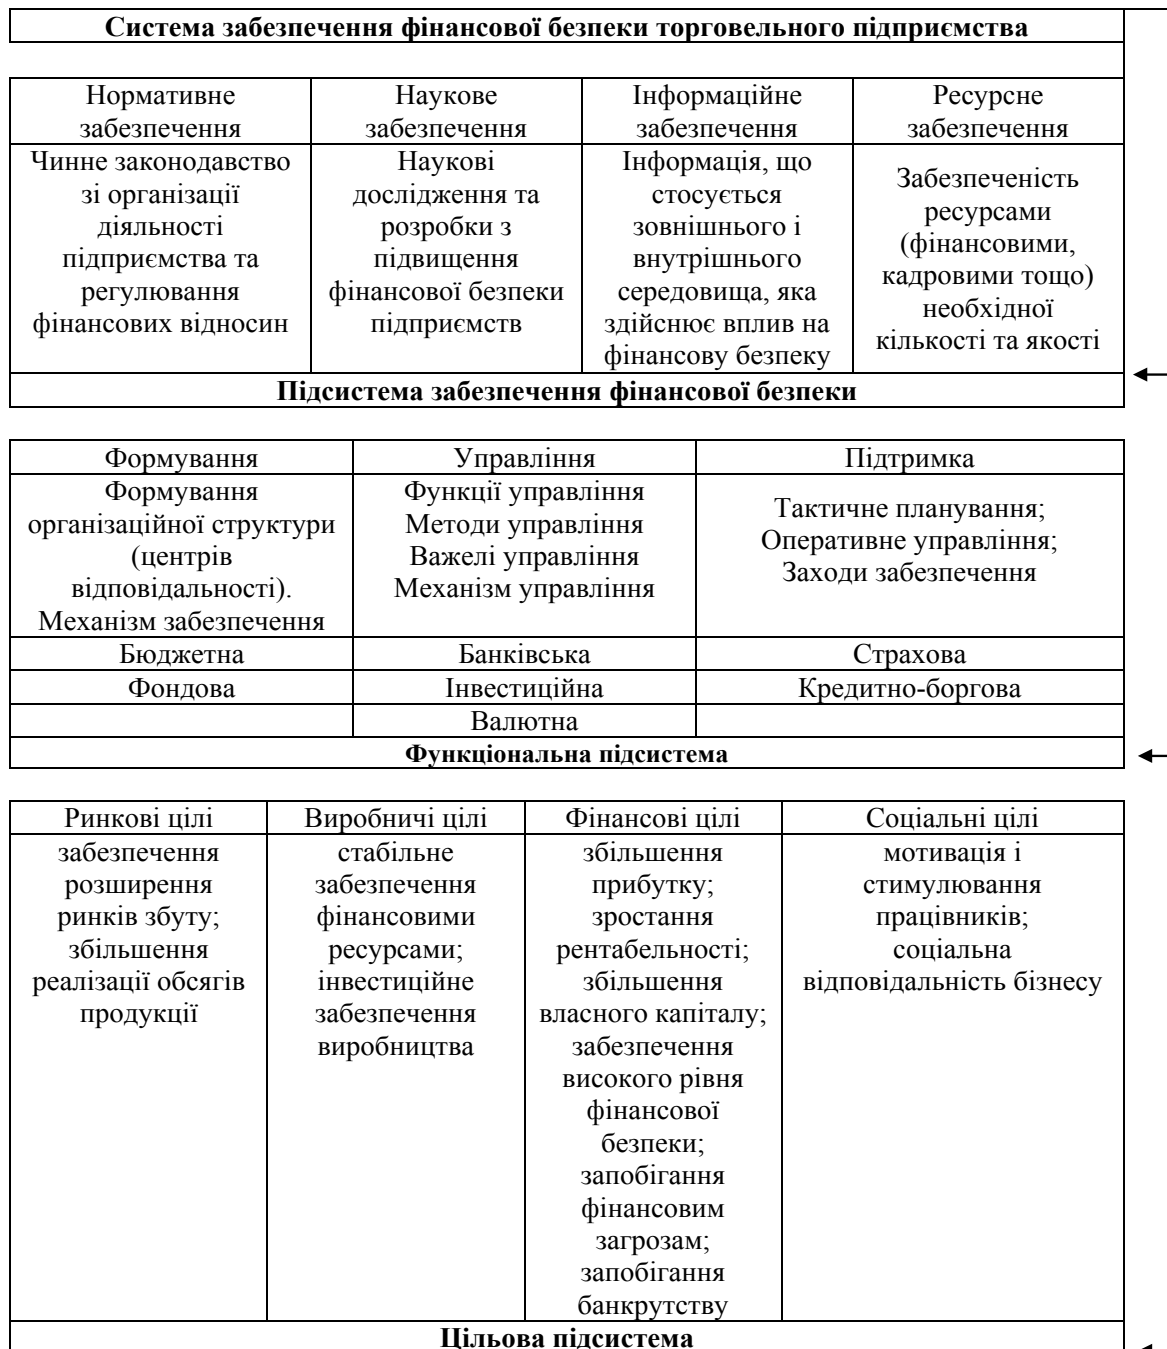 Система забезпечення фінансової безпеки торговельного підприємства
Нормативне
забезпечення
Наукове
забезпечення
Інформаційне
забезпечення
Ресурсне
забезпечення
Чинне законодавство
зі організації
діяльності
підприємства та
регулювання
фінансових відносин
Наукові
дослідження та
розробки з
підвищення
фінансової безпеки
підприємств
Інформація, що
стосується
зовнішнього і
внутрішнього
середовища, яка
здійснює вплив на
фінансову безпеку
Забезпеченість
ресурсами
(фінансовими,
кадровими тощо)
необхідної
кількості та якості
Підсистема забезпечення фінансової безпеки
Формування
Управління
Підтримка
Формування
організаційної структури
(центрів
відповідальності).
Механізм забезпечення
Функції управління
Методи управління
Важелі управління
Механізм управління
Тактичне планування;
Оперативне управління;
Заходи забезпечення
Бюджетна
Банківська
Страхова
Фондова
Інвестиційна
Кредитно-боргова
Валютна
Функціональна підсистема
Ринкові цілі
Виробничі цілі
Фінансові цілі
Соціальні цілі
забезпечення
розширення
ринків збуту;
збільшення
реалізації обсягів
продукції
стабільне
забезпечення
фінансовими
ресурсами;
інвестиційне
забезпечення
виробництва
збільшення
прибутку;
зростання
рентабельності;
збільшення
власного капіталу;
забезпечення
високого рівня
фінансової
безпеки;
запобігання
фінансовим
загрозам;
запобігання
банкрутству
мотивація і
стимулювання
працівників;
соціальна
відповідальність бізнесу
Цільова підсистема